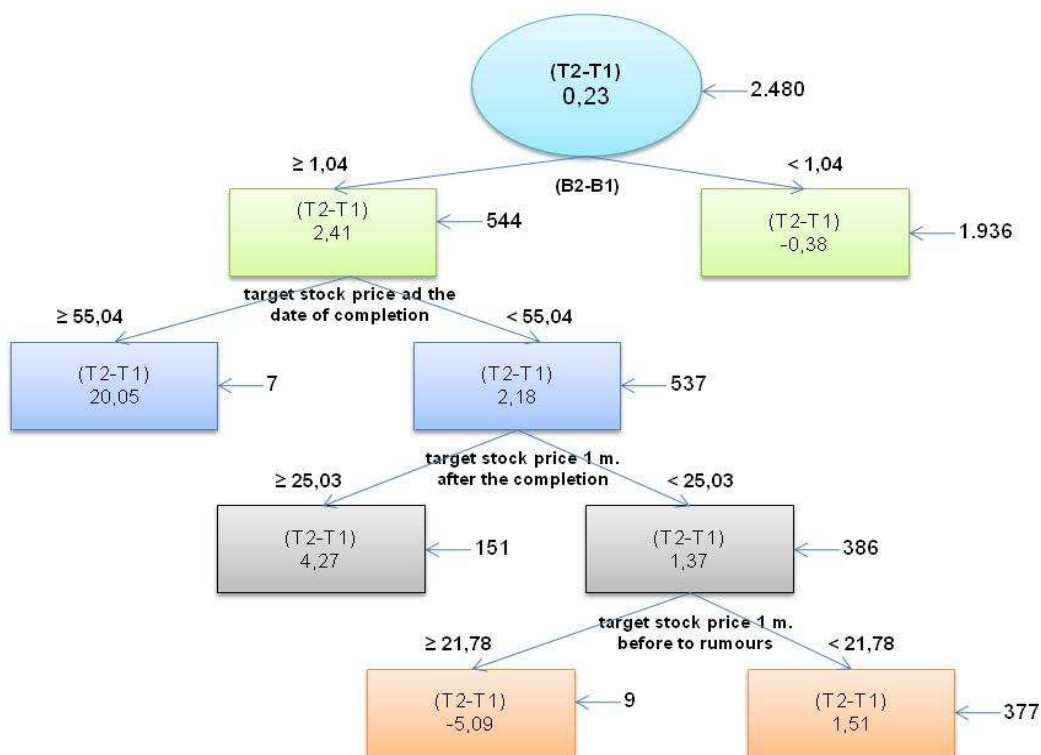 (T2-T1)
0,23
2.480
≥ 1,04
< 1,04
(B2-B1)
(T2-T1)
2,41
544
(T2-T1)
-0,38
1.936
target stock price ad the
date of completion
≥ 55,04
< 55,04
(T2-T1)
20,05
7
(T2-T1)
2,18
537
target stock price 1 m.
after the completion
≥ 25,03
< 25,03
(T2-T1)
4,27
151
(T2-T1)
1,37
386
target stock price 1 m.
before to rumours
≥ 21,78
< 21,78
(T2-T1)
-5,09
9
(T2-T1)
1,51
377